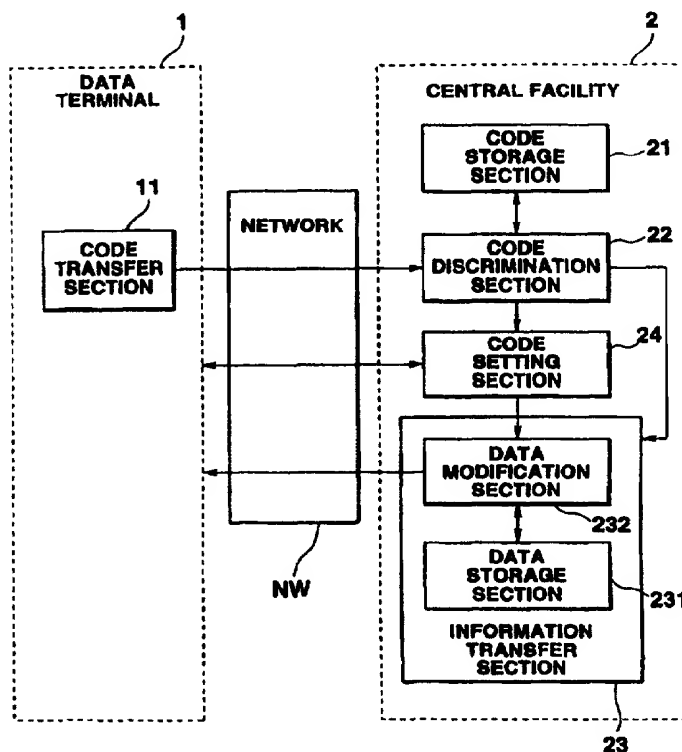 1
DATA
TERMINAL
11
CODE
TRANSFER
SECTION
NETWORK
NW
2
CENTRAL FACILITY
CODE
STORAGE
SECTION
21
CODE
DISCRIMINATION
SECTION
22
CODE
SETTING
SECTION
24
DATA
MODIFICATION
SECTION
232
DATA
STORAGE
SECTION
231
INFORMATION
TRANSFER
SECTION
23